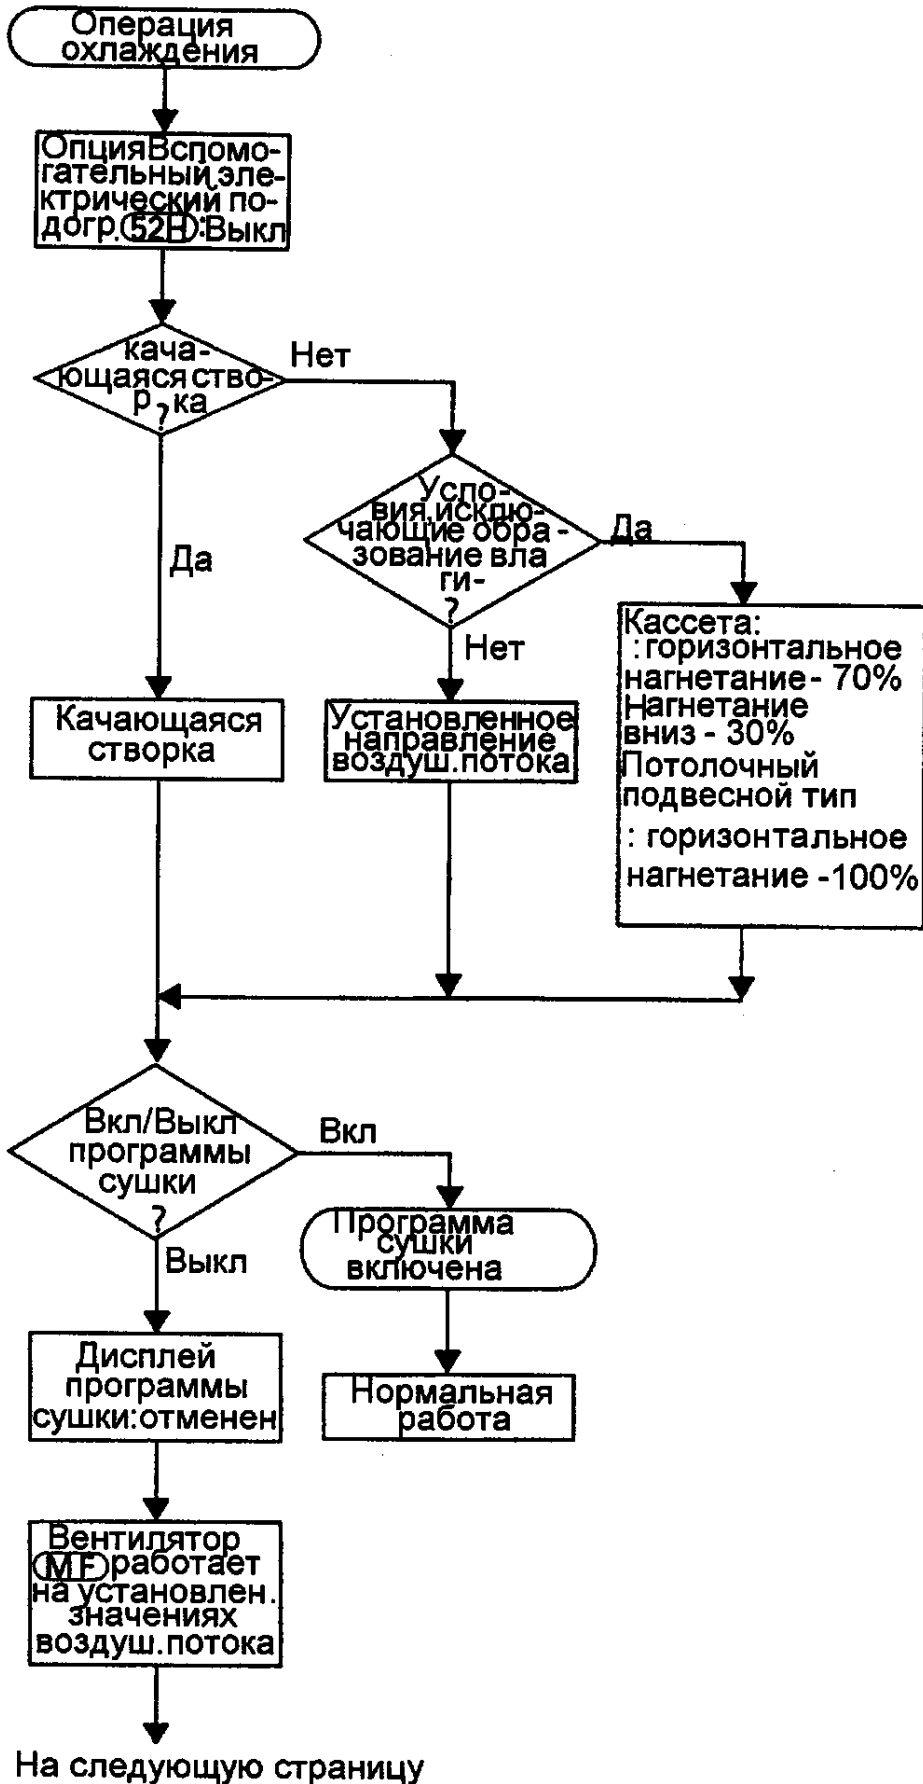 Операция
охлаждения
ОпцияВспомо-
гательный эле-
ктрический по-
догр.52H:Выкл
кача-
ющаяся ство-
р ка
?
Нет
Да
Усло-
вия,исклю-
чающие обра -
зование вла
ги-
?
Да
Нет
Качающаяся
створка
Установленное
направление
воздуш.потока
Кассета:
:горизонтальное
нагнетание - 70%
Нагнетание
вниз - 30%
Потолочный
подвесной тип
: горизонтальное
нагнетание -100%
Вкл/Выкл
программы
сушки
?
Вкл
Выкл
Программа
сушки
включена
Дисплей
программы
сушки:отменен
Нормальная
работа
Вентилятор
MF работает
на установлен.
значениях
воздуш.потока
На следующую страницу